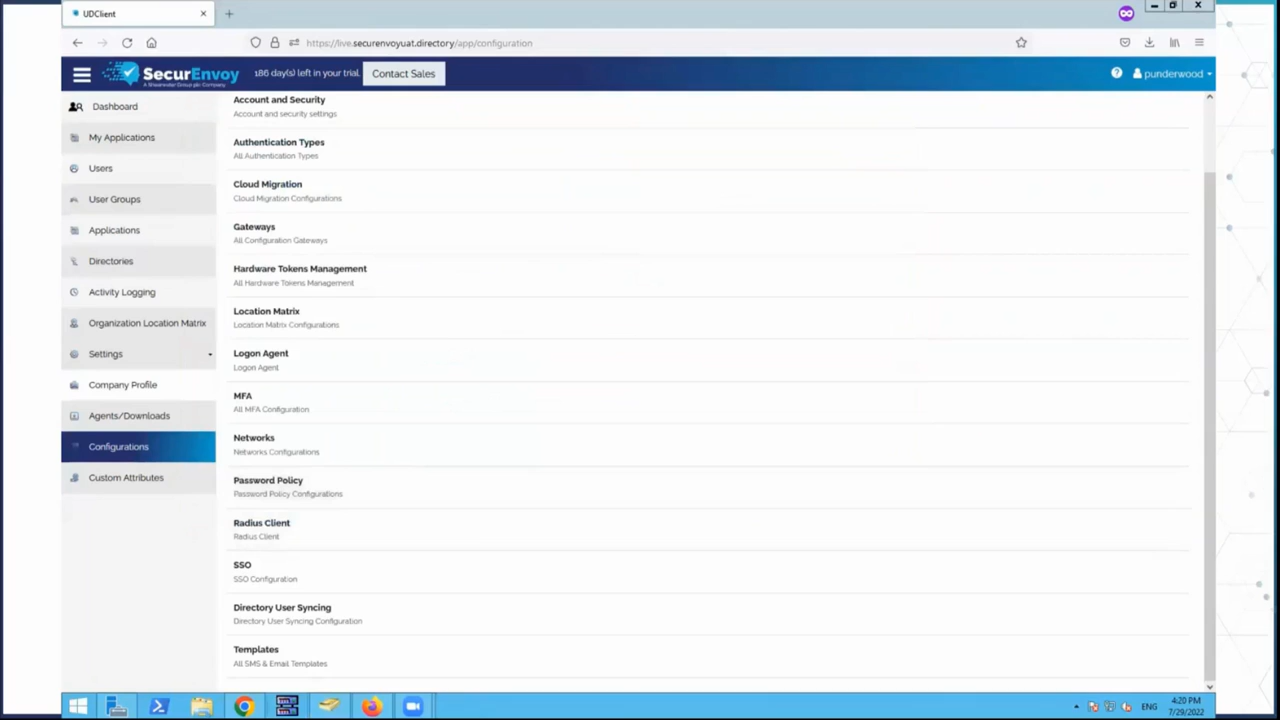 UDClient
https://live.securenvoyuat.directory/app/configuration
SecurEnvoy
A Shearwater Group plc Company
186 day(s) left in your trial.
Contact Sales
punderwood
Dashboard
My Applications
Users
User Groups
Applications
Directories
Activity Logging
Organization Location Matrix
Settings
Company Profile
Agents/Downloads
Configurations
Custom Attributes
Account and Security
Account and security settings
Authentication Types
All Authentication Types
Cloud Migration
Cloud Migration Configurations
Gateways
All Configuration Gateways
Hardware Tokens Management
All Hardware Tokens Management
Location Matrix
Location Matrix Configurations
Logon Agent
Logon Agent
MFA
All MFA Configuration
Networks
Networks Configurations
Password Policy
Password Policy Configurations
Radius Client
Radius Client
SSO
SSO Configuration
Directory User Syncing
Directory User Syncing Configuration
Templates
All SMS & Email Templates
ENG
4:20 PM
7/29/2022